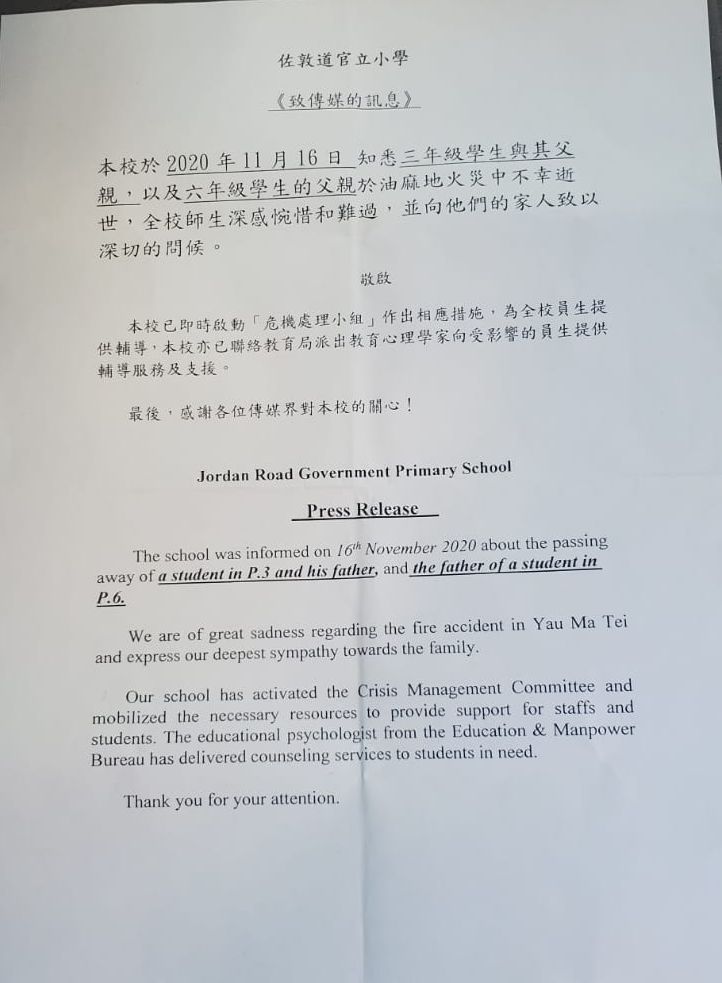 佐敦道官立小學
《致傳媒的訊息》
本校於 2020 年 11 月 16 日 知悉三年級學生與其父
親，以及六年級學生的父親於油麻地火災中不幸逝
世，全校師生深感惋惜和難過，並向他們的家人致以
深切的問候。
敬啟
本校已即時啟動「危機處理小組」作出相應措施，為全校員生提
供輔導，本校亦已聯絡教育局派出教育心理學家向受影響的員生提供
輔導服務及支援。
最後，感謝各位傳媒界對本校的關心！
Jordan Road Government Primary School
Press Release
The school was informed on 16th November 2020 about the passing
away of a student in P.3 and his father, and the father of a student in
P.6.
We are of great sadness regarding the fire accident in Yau Ma Tei
and express our deepest sympathy towards the family.
Our school has activated the Crisis Management Committee and
mobilized the necessary resources to provide support for staffs and
students. The educational psychologist from the Education & Manpower
Bureau has delivered counseling services to students in need.
Thank you for your attention.